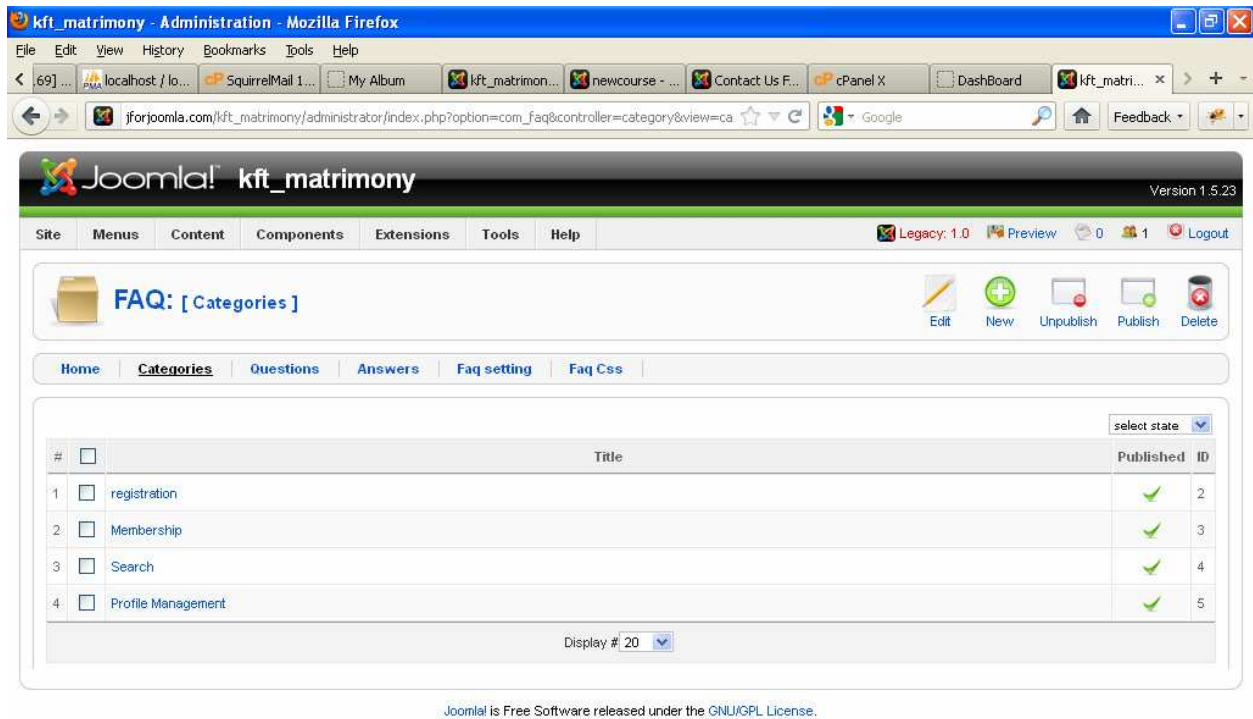 kft_matrimony - Administration - Mozilla Firefox
File Edit View History Bookmarks Tools Help
69] ... localhost / lo... SquirrelMail 1... My Album kft_matrimon... newcourse - ... Contact Us F... cPanel X DashBoard kft_matri...
jforjoomla.com/kft_matrimony/administrator/index.php?option=com_faq&controller=category&view=ca Google Feedback
Joomla! kft_matrimony
Version 1.5.23
Site Menus Content Components Extensions Tools Help Legacy: 1.0 Preview 0 1 Logout
FAQ: [ Categories ]
Edit New Unpublish Publish Delete
Home Categories Questions Answers Faq setting Faq Css
select state
# Title Published ID
1 registration 2
2 Membership 3
3 Search 4
4 Profile Management 5
Display # 20
Joomla! is Free Software released under the GNU/GPL License.